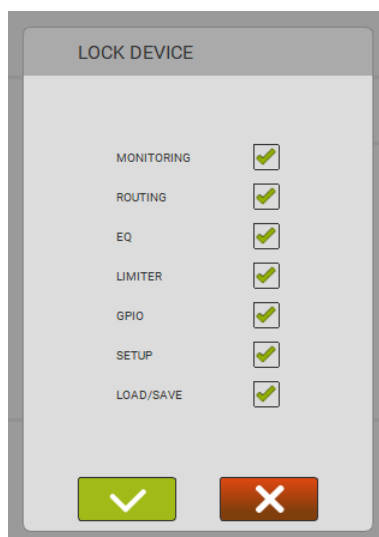 LOCK DEVICE
MONITORING
ROUTING
EQ
LIMITER
GPIO
SETUP
LOAD/SAVE